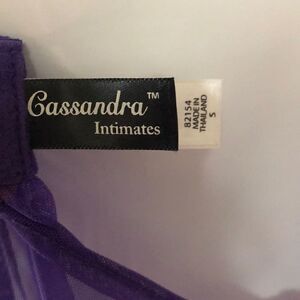 Cassandra™
Intimates
82154
MADE IN
THAILAND
S